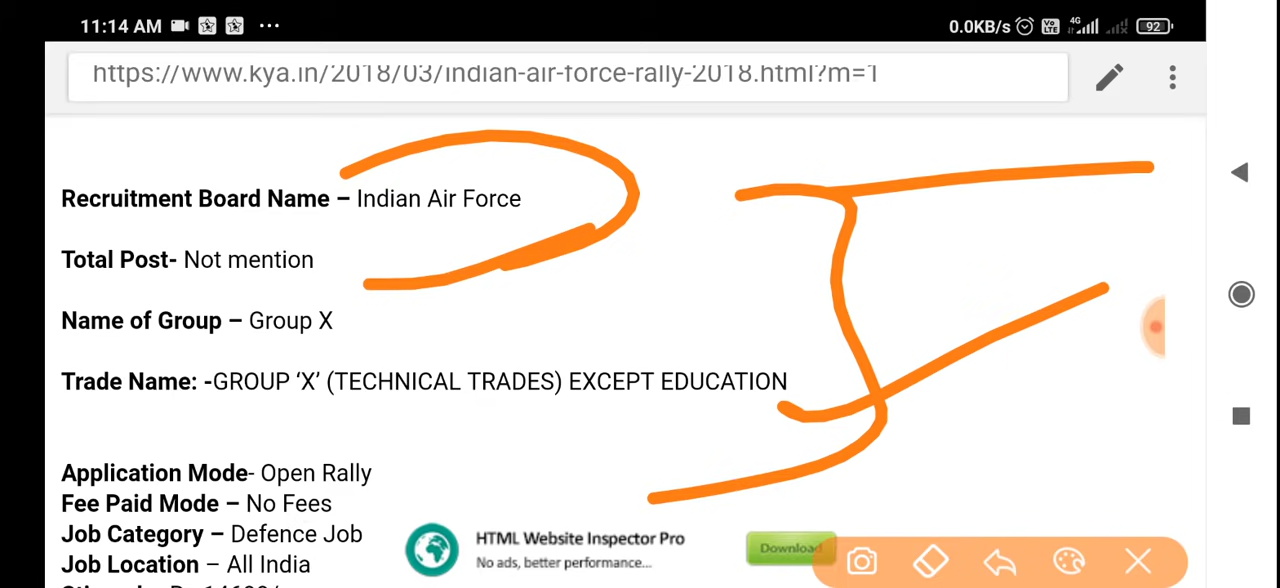 11:14 AM ... 0.0KB/s Vo LTE 4G 92
https://www.kya.in/2018/03/indian-air-force-rally-2018.html?m=1
Recruitment Board Name – Indian Air Force
Total Post- Not mention
Name of Group – Group X
Trade Name: -GROUP ‘X’ (TECHNICAL TRADES) EXCEPT EDUCATION
Application Mode- Open Rally
Fee Paid Mode – No Fees
Job Category – Defence Job
Job Location – All India
HTML Website Inspector Pro
No ads, better performance...
Download